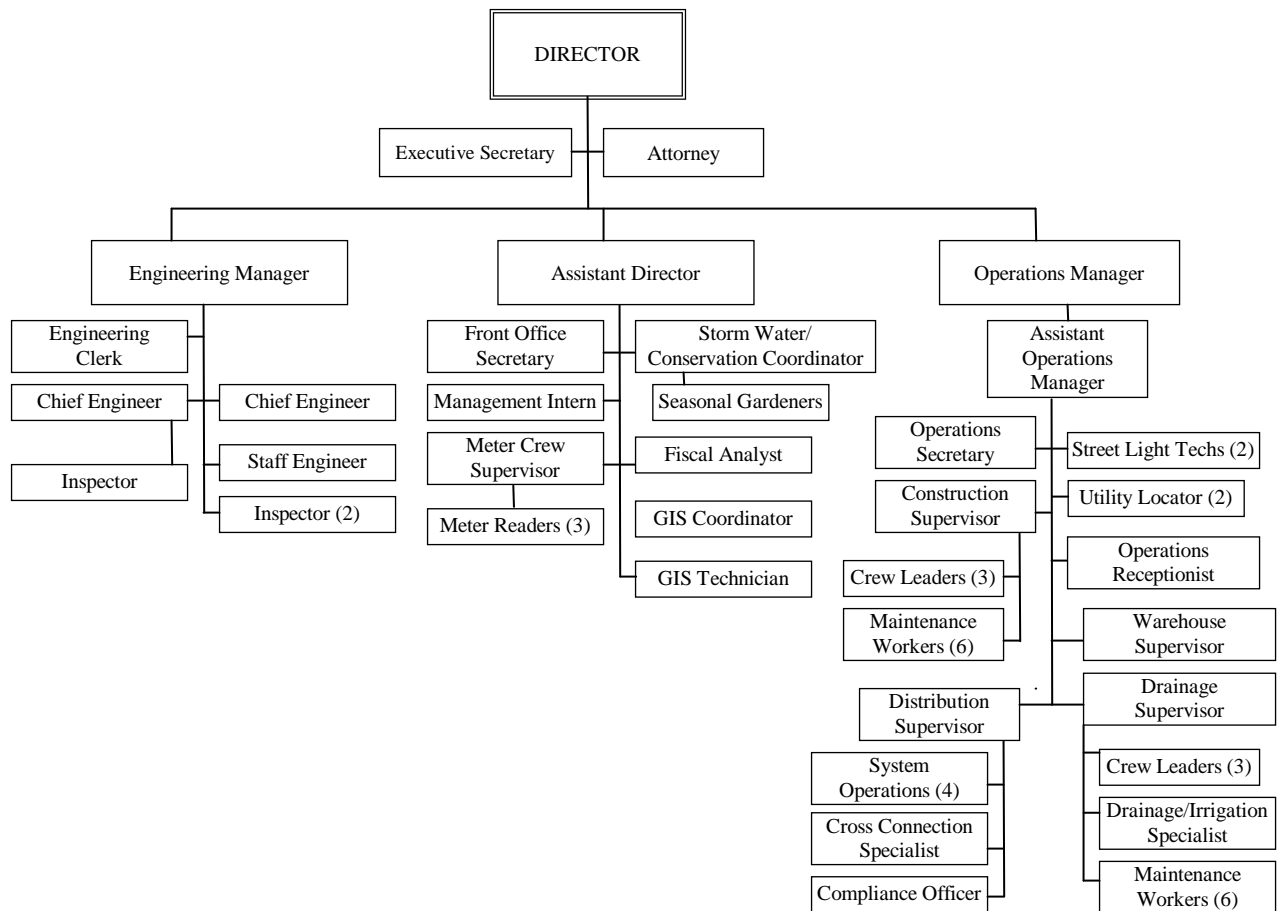 DIRECTOR
Executive Secretary
Attorney
Engineering Manager
Assistant Director
Operations Manager
Engineering
Clerk
Chief Engineer
Chief Engineer
Staff Engineer
Inspector
Inspector (2)
Front Office
Secretary
Storm Water/
Conservation Coordinator
Management Intern
Seasonal Gardeners
Meter Crew
Supervisor
Fiscal Analyst
Meter Readers (3)
GIS Coordinator
GIS Technician
Assistant
Operations
Manager
Operations
Secretary
Street Light Techs (2)
Construction
Supervisor
Utility Locator (2)
Operations
Receptionist
Crew Leaders (3)
Maintenance
Workers (6)
Warehouse
Supervisor
Distribution
Supervisor
Drainage
Supervisor
System
Operations (4)
Cross Connection
Specialist
Compliance Officer
Crew Leaders (3)
Drainage/Irrigation
Specialist
Maintenance
Workers (6)